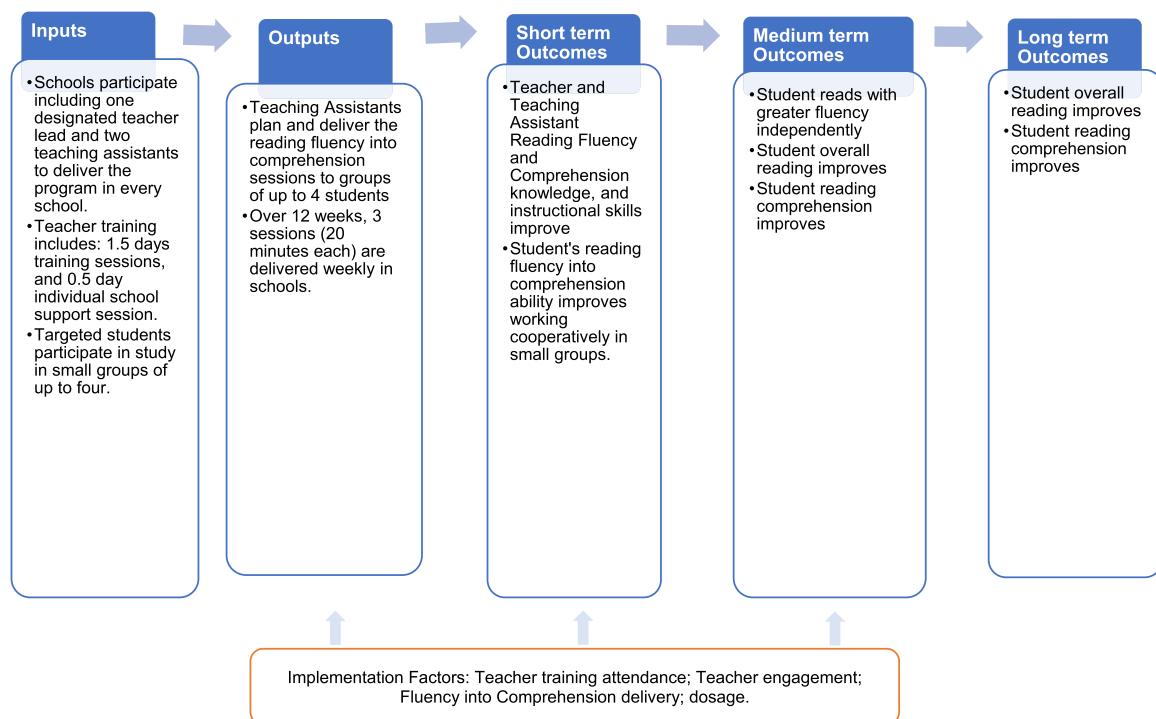 Inputs
•Schools participate
including one
designated teacher
lead and two
teaching assistants
to deliver the
program in every
school.
•Teacher training
includes: 1.5 days
training sessions,
and 0.5 day
individual school
support session.
•Targeted students
participate in study
in small groups of
up to four.
Outputs
•Teaching Assistants
plan and deliver the
reading fluency into
comprehension
sessions to groups
of up to 4 students
•Over 12 weeks, 3
sessions (20
minutes each) are
delivered weekly in
schools.
Short term
Outcomes
•Teacher and
Teaching
Assistant
Reading Fluency
and
Comprehension
knowledge, and
instructional skills
improve
•Student's reading
fluency into
comprehension
ability improves
working
cooperatively in
small groups.
Medium term
Outcomes
•Student reads with
greater fluency
independently
•Student overall
reading improves
•Student reading
comprehension
improves
Long term
Outcomes
•Student overall
reading improves
•Student reading
comprehension
improves
Implementation Factors: Teacher training attendance; Teacher engagement;
Fluency into Comprehension delivery; dosage.